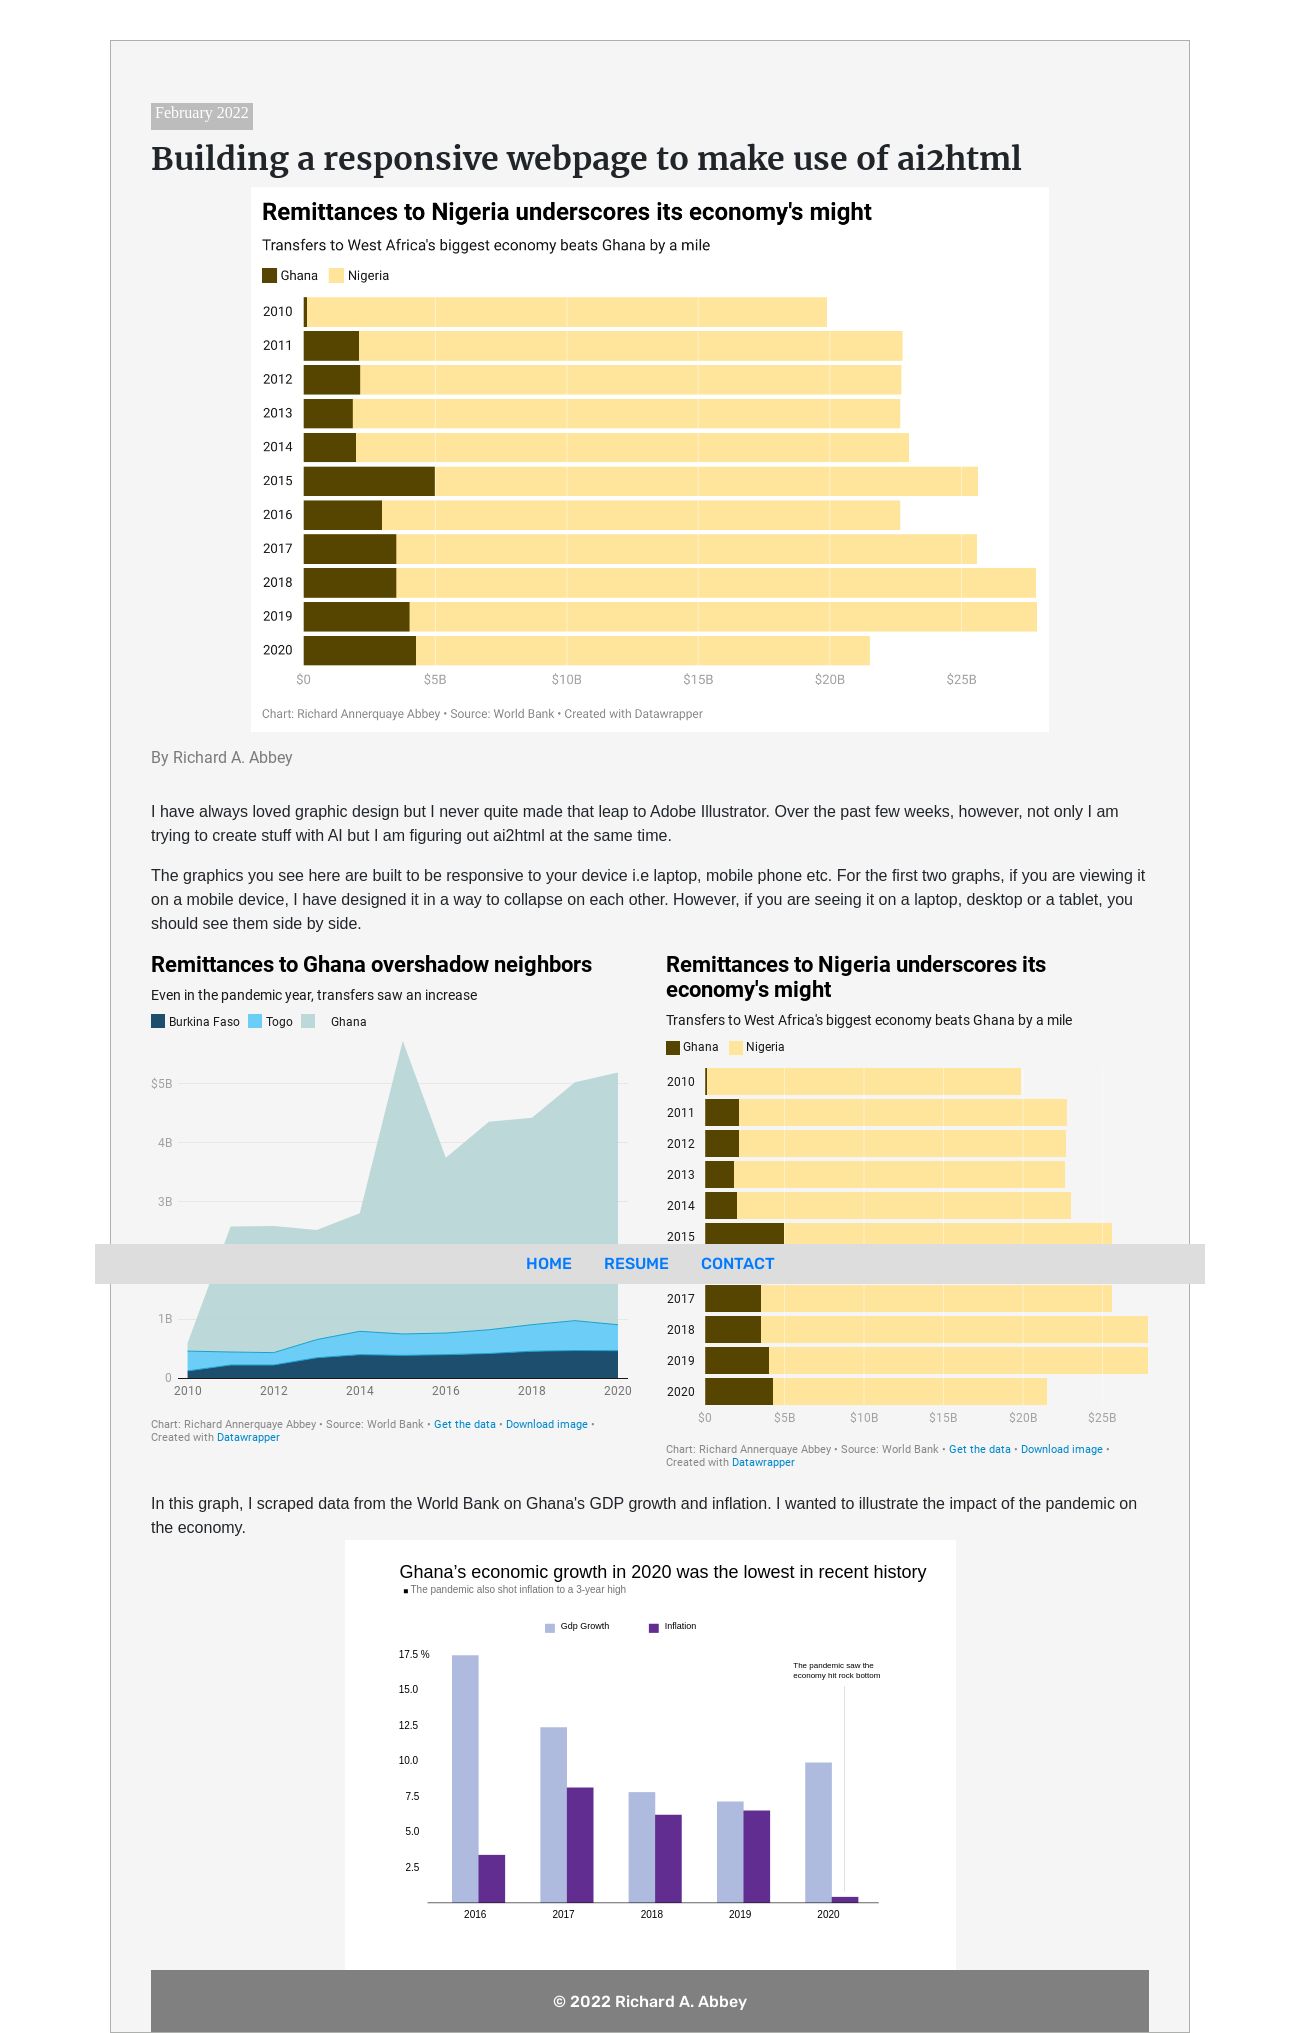 February 2022
Building a responsive webpage to make use of ai2html
Remittances to Nigeria underscores its economy's might
Transfers to West Africa's biggest economy beats Ghana by a mile
Ghana Nigeria
2010
2011
2012
2013
2014
2015
2016
2017
2018
2019
2020
$0 $5B $10B $15B $20B $25B
Chart: Richard Annerquaye Abbey • Source: World Bank • Created with Datawrapper
By Richard A. Abbey
I have always loved graphic design but I never quite made that leap to Adobe Illustrator. Over the past few weeks, however, not only I am
trying to create stuff with AI but I am figuring out ai2html at the same time.
The graphics you see here are built to be responsive to your device i.e laptop, mobile phone etc. For the first two graphs, if you are viewing it
on a mobile device, I have designed it in a way to collapse on each other. However, if you are seeing it on a laptop, desktop or a tablet, you
should see them side by side.
Remittances to Ghana overshadow neighbors
Even in the pandemic year, transfers saw an increase
Burkina Faso Togo Ghana
$5B
4B
3B
1B
0
2010 2012 2014 2016 2018 2020
Chart: Richard Annerquaye Abbey • Source: World Bank • Get the data • Download image •
Created with Datawrapper
Remittances to Nigeria underscores its
economy's might
Transfers to West Africa's biggest economy beats Ghana by a mile
Ghana Nigeria
2010
2011
2012
2013
2014
2015
HOME RESUME CONTACT
2017
2018
2019
2020
$0 $5B $10B $15B $20B $25B
Chart: Richard Annerquaye Abbey • Source: World Bank • Get the data • Download image •
Created with Datawrapper
In this graph, I scraped data from the World Bank on Ghana's GDP growth and inflation. I wanted to illustrate the impact of the pandemic on
the economy.
Ghana’s economic growth in 2020 was the lowest in recent history
The pandemic also shot inflation to a 3-year high
Gdp Growth Inflation
17.5 %
The pandemic saw the
economy hit rock bottom
15.0
12.5
10.0
7.5
5.0
2.5
2016 2017 2018 2019 2020
© 2022 Richard A. Abbey